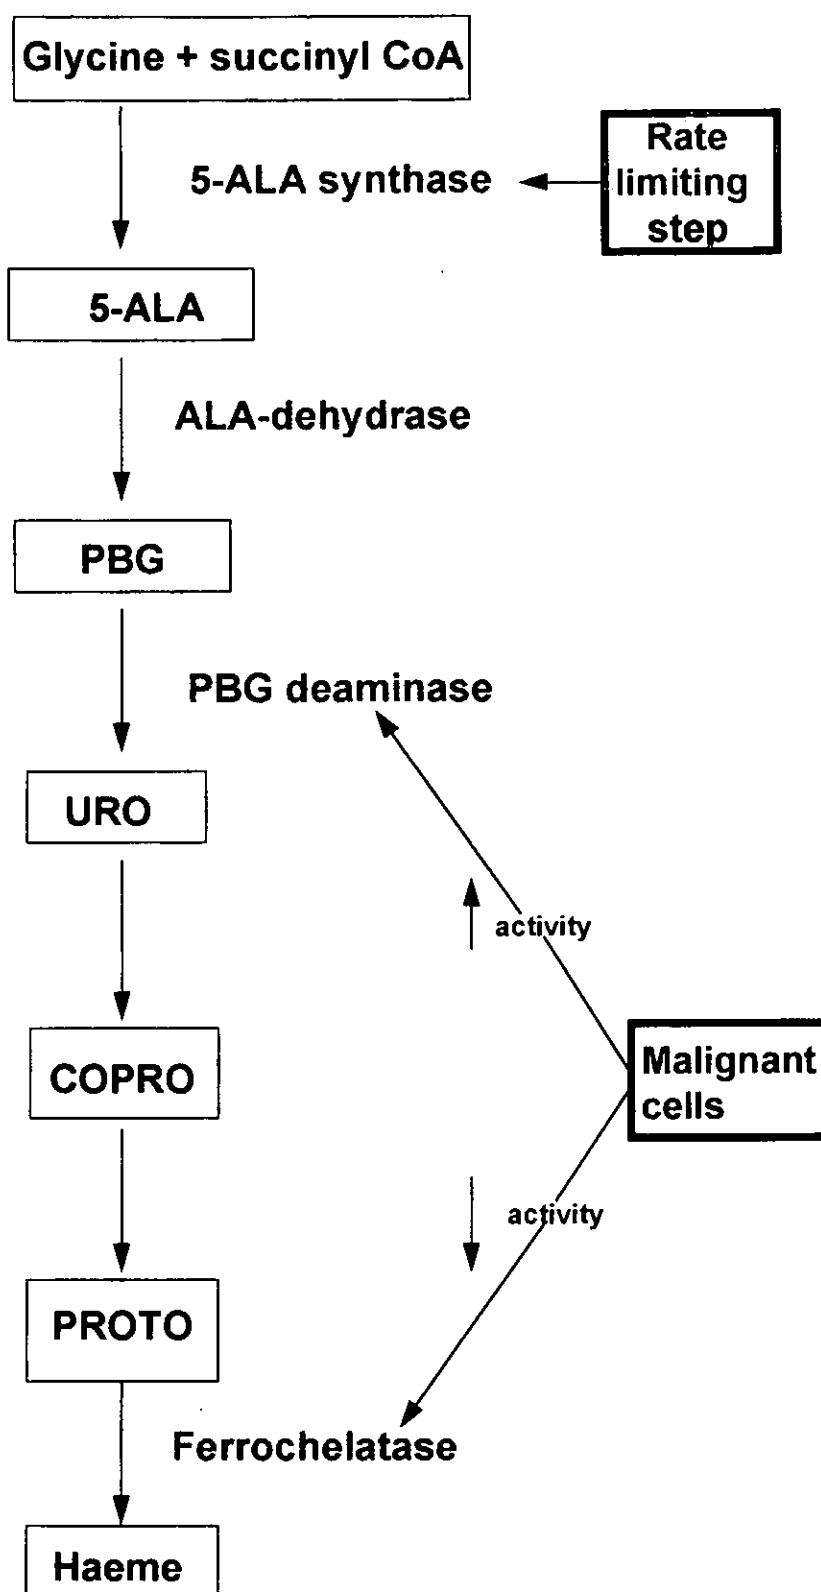 Glycine + succinyl CoA
Rate
limiting
step
5-ALA synthase
5-ALA
ALA-dehydrase
PBG
PBG deaminase
URO
activity
COPRO
Malignant
cells
activity
PROTO
Ferrochelatase
Haeme